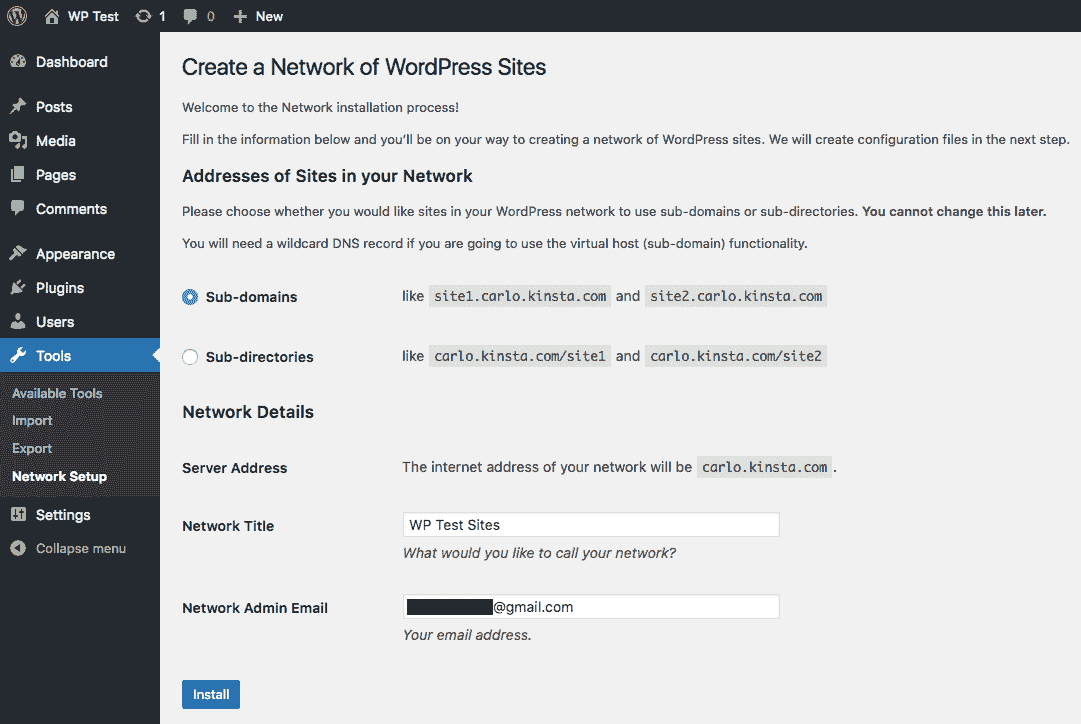 WP Test 1 0 New
Dashboard
Posts
Media
Pages
Comments
Appearance
Plugins
Users
Tools
Available Tools
Import
Export
Network Setup
Settings
Collapse menu
Create a Network of WordPress Sites
Welcome to the Network installation process!
Fill in the information below and you’ll be on your way to creating a network of WordPress sites. We will create configuration files in the next step.
Addresses of Sites in your Network
Please choose whether you would like sites in your WordPress network to use sub-domains or sub-directories. You cannot change this later.
You will need a wildcard DNS record if you are going to use the virtual host (sub-domain) functionality.
Sub-domains like site1.carlo.kinsta.com and site2.carlo.kinsta.com
Sub-directories like carlo.kinsta.com/site1 and carlo.kinsta.com/site2
Network Details
Server Address The internet address of your network will be carlo.kinsta.com.
Network Title WP Test Sites
What would you like to call your network?
Network Admin Email @gmail.com
Your email address.
Install